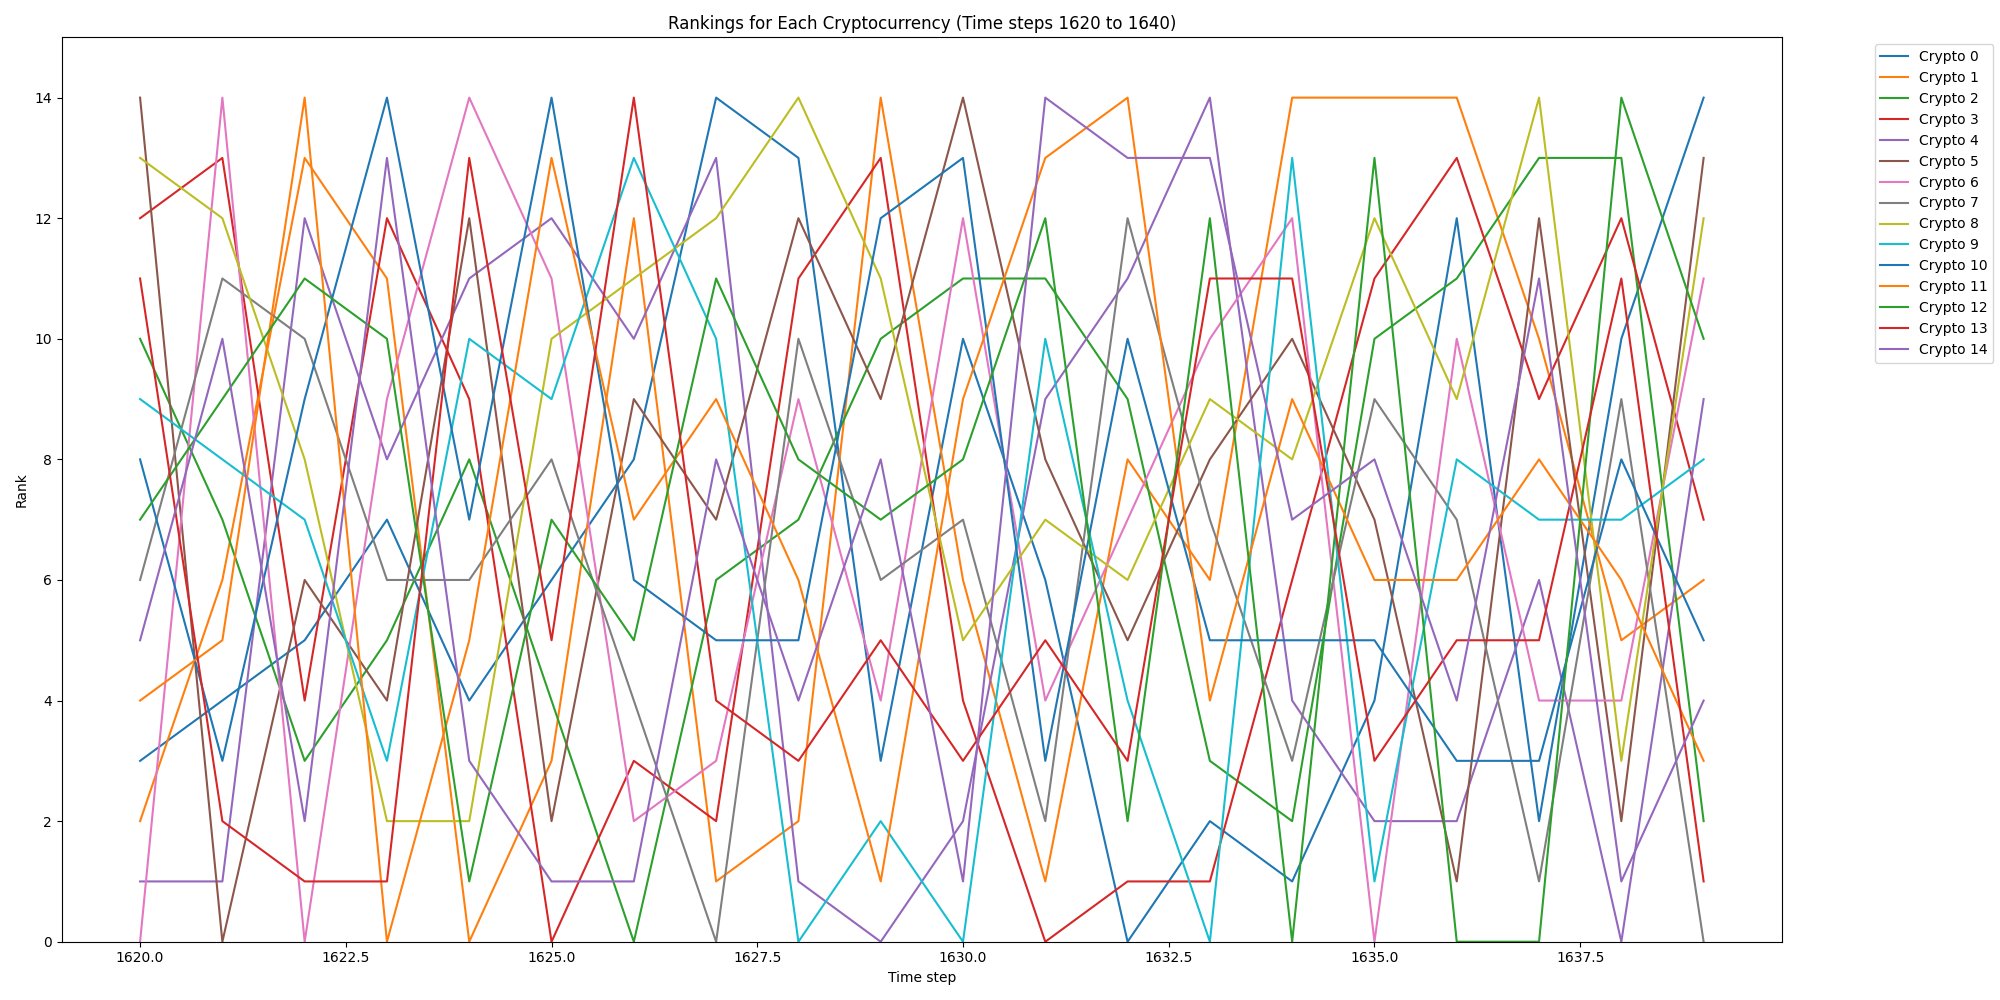 Rankings for Each Cryptocurrency (Time steps 1620 to 1640)
Rank
14
12
10
8
6
4
2
0
1620.0 1622.5 1625.0 1627.5 1630.0 1632.5 1635.0 1637.5
Time step
Crypto 0
Crypto 1
Crypto 2
Crypto 3
Crypto 4
Crypto 5
Crypto 6
Crypto 7
Crypto 8
Crypto 9
Crypto 10
Crypto 11
Crypto 12
Crypto 13
Crypto 14